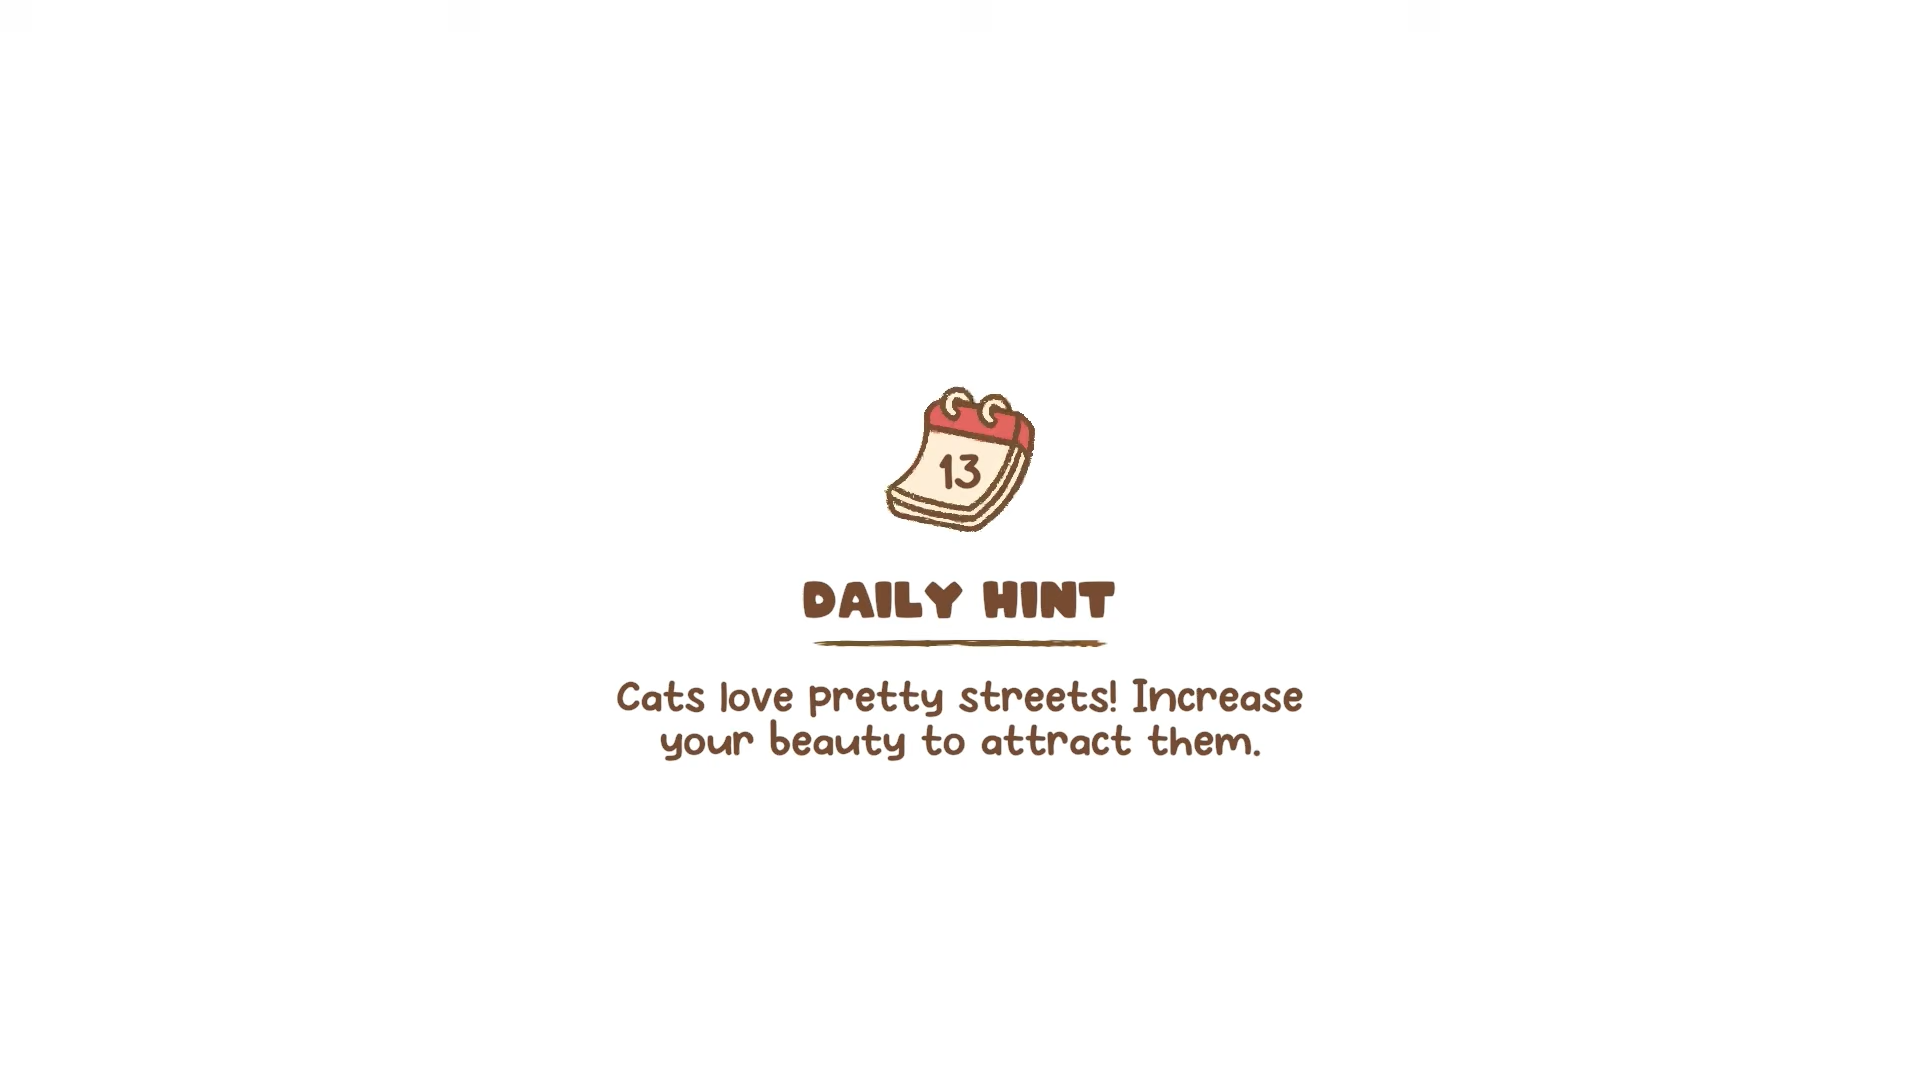 13
DAILY HINT
Cats love pretty streets! Increase
your beauty to attract them.